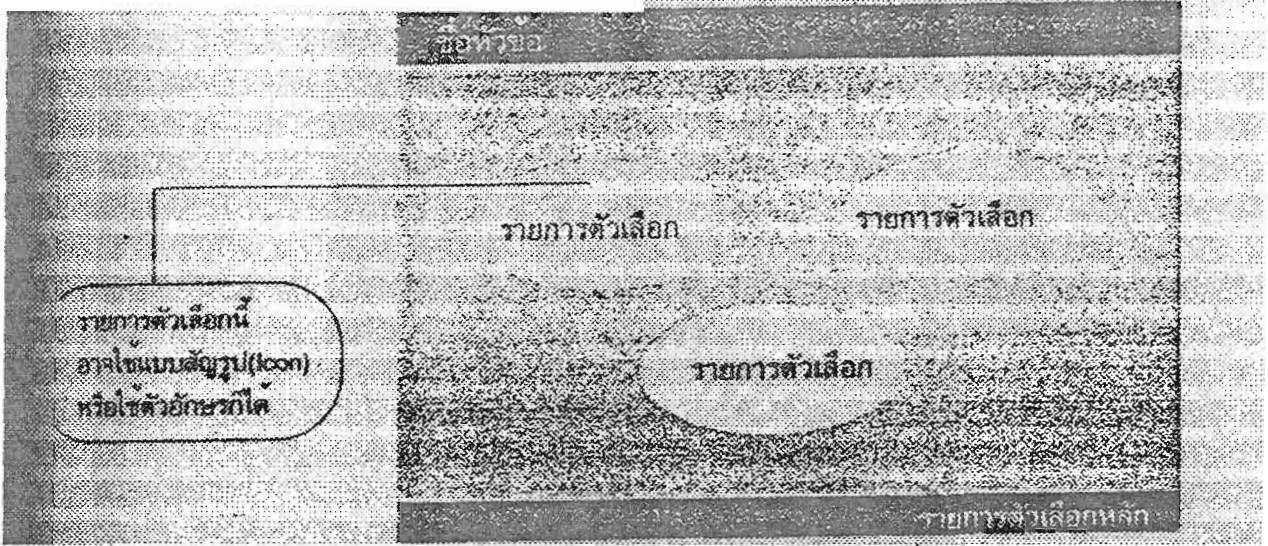 ชื่อหัวข้อ
รายการตัวเลือก
รายการตัวเลือก
รายการตัวเลือกนี้
อาจใช้แบบสัญรูป(Icon)
หรือใช้ตัวอักษรก็ได้
รายการตัวเลือก
รายการตัวเลือกหลัก